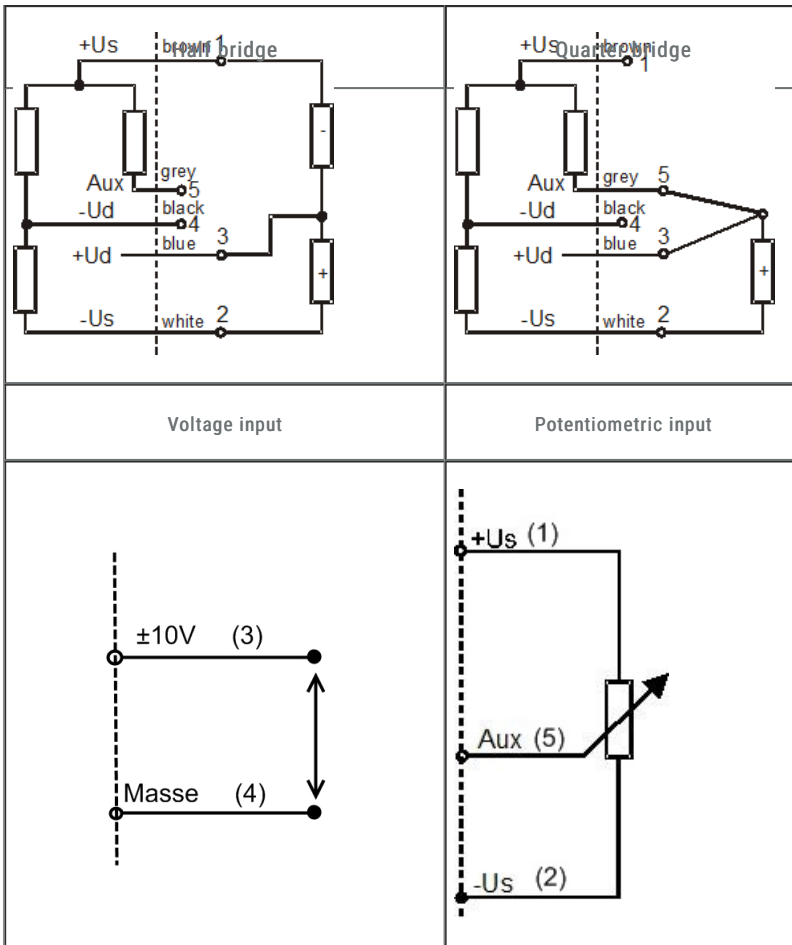 Half bridge
Quarter bridge
+Us
brown 1
-
grey
Aux
5
-Ud
black
4
+Ud
blue
3
+
-Us
white 2
+Us
brown
1
Aux
grey
5
-Ud
black
4
+Ud
blue
3
+
-Us
white
2
Voltage input
Potentiometric input
±10V (3)
Masse (4)
+Us (1)
Aux (5)
-Us (2)